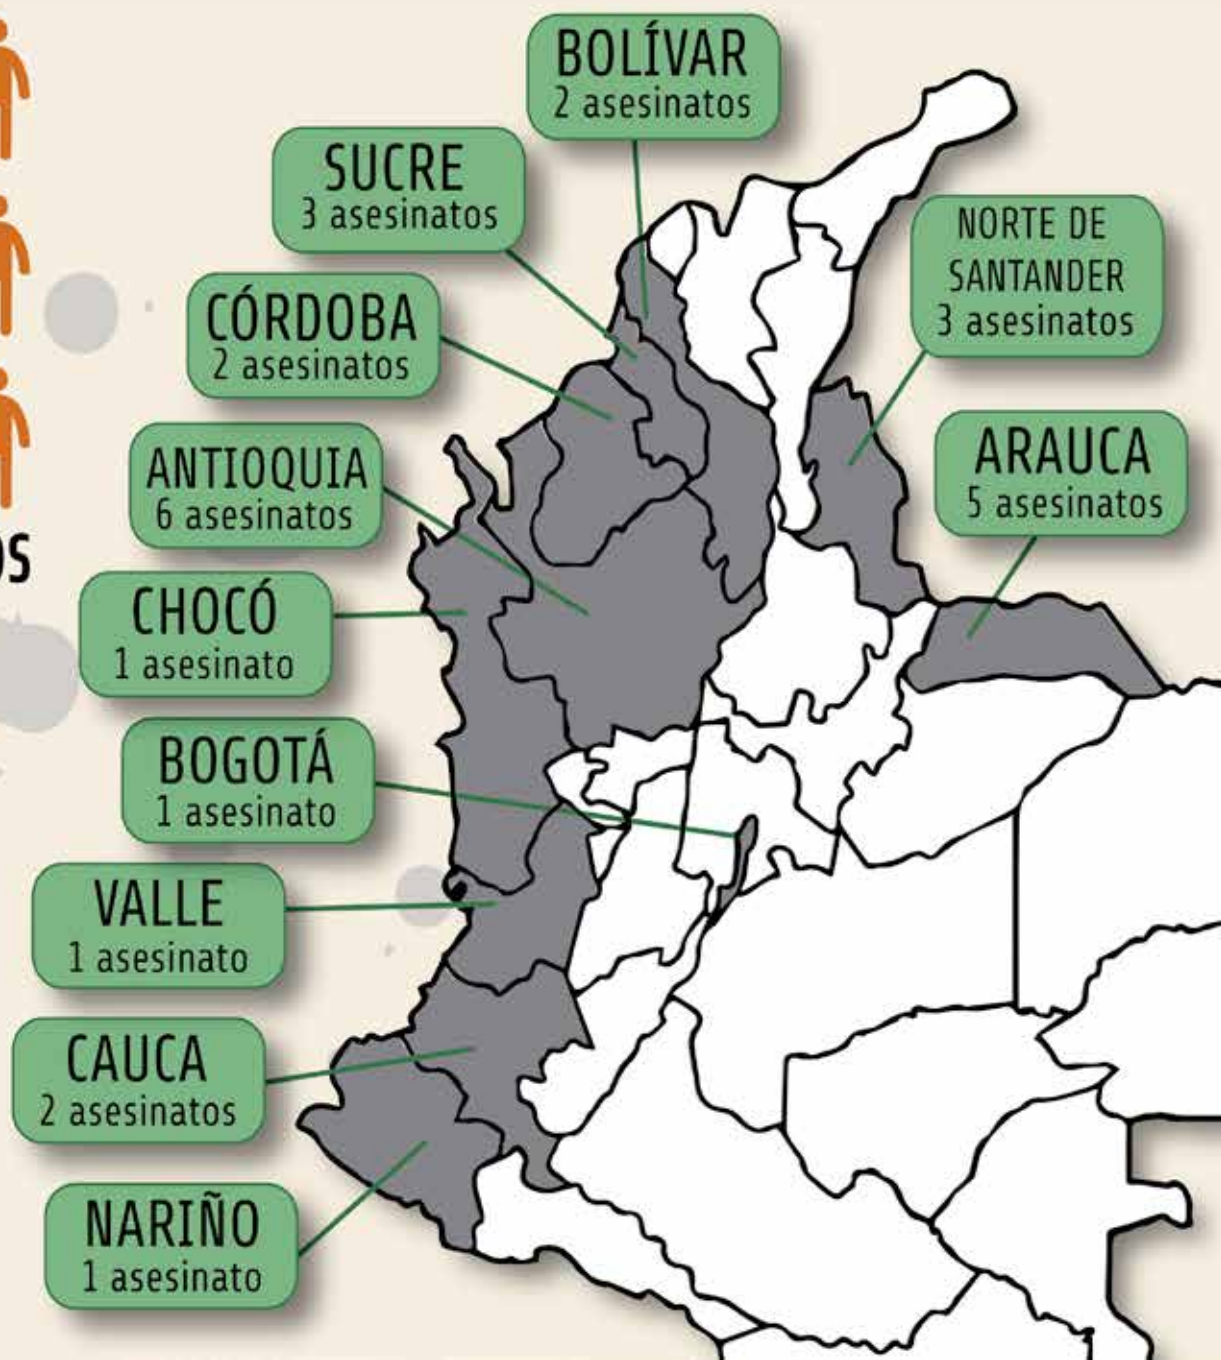 BOLÍVAR
2 asesinatos
SUCRE
3 asesinatos
NORTE DE
SANTANDER
3 asesinatos
CÓRDOBA
2 asesinatos
ARAUCA
5 asesinatos
ANTIOQUIA
6 asesinatos
CHOCÓ
1 asesinato
BOGOTÁ
1 asesinato
VALLE
1 asesinato
CAUCA
2 asesinatos
NARIÑO
1 asesinato